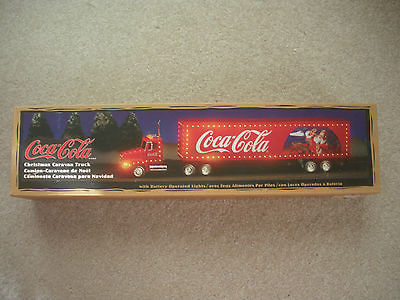 Coca-Cola
Christmas Caravan Truck
Camion-Caravane de Noël
Camioneta Caravana para Navidad
Coca-Cola
with Battery Operated Lights/avec Feux Alimentés Par Piles/con Luces Operadas a Batería